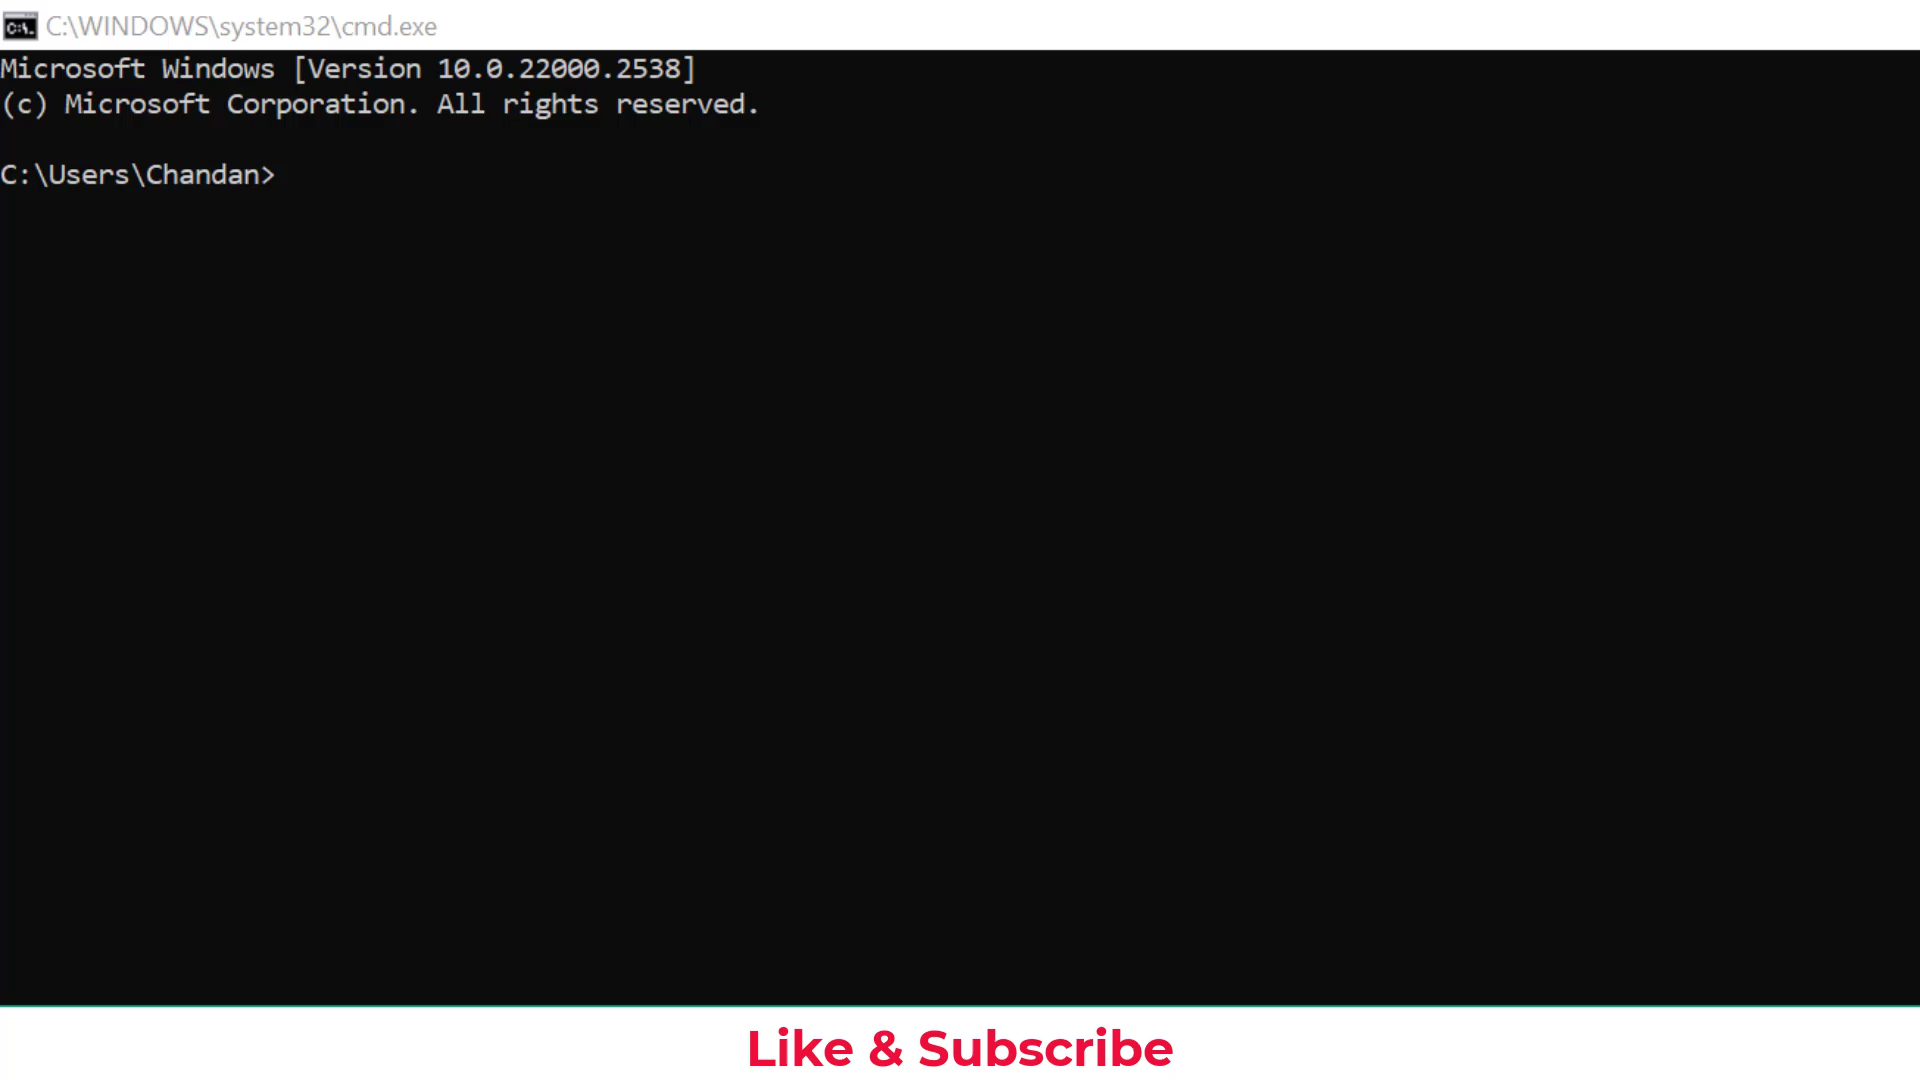 C:\WINDOWS\system32\cmd.exe
Microsoft Windows [Version 10.0.22000.2538]
(c) Microsoft Corporation. All rights reserved.
C:\Users\Chandan>
Like & Subscribe